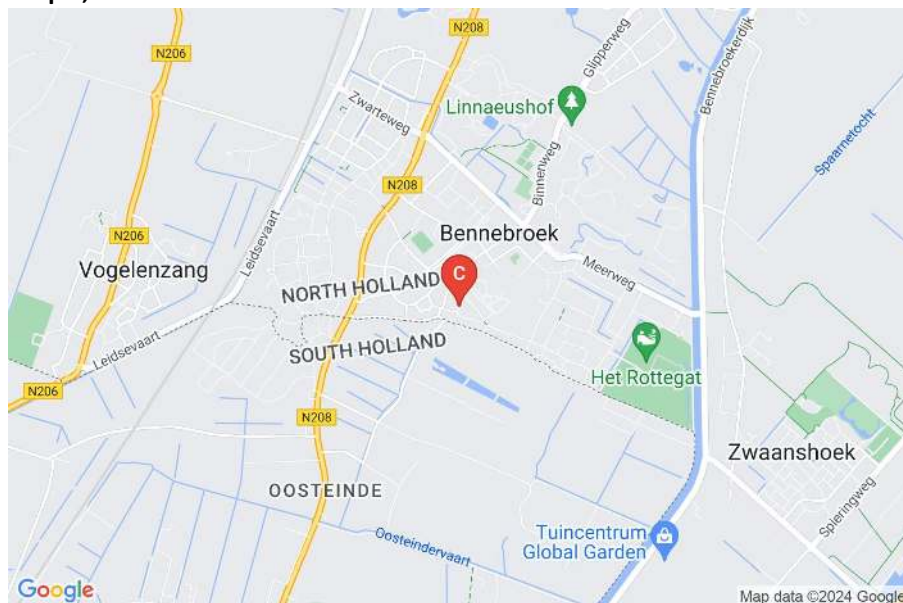 N206
N208
Glipperweg
Bennebroekerdijk
Linnaeushof
Zwarteweg
Spaarnetocht
Binnenweg
N208
N206
Bennebroek
Leidsevaart
Vogelenzang
Meerweg
NORTH HOLLAND
C
SOUTH HOLLAND
Leidsevaart
Het Rottegat
N206
N208
Zwaanshoek
OOSTEINDE
Spieringweg
Oosteindervaart
Tuincentrum
Global Garden
Google
Map data ©2024 Google